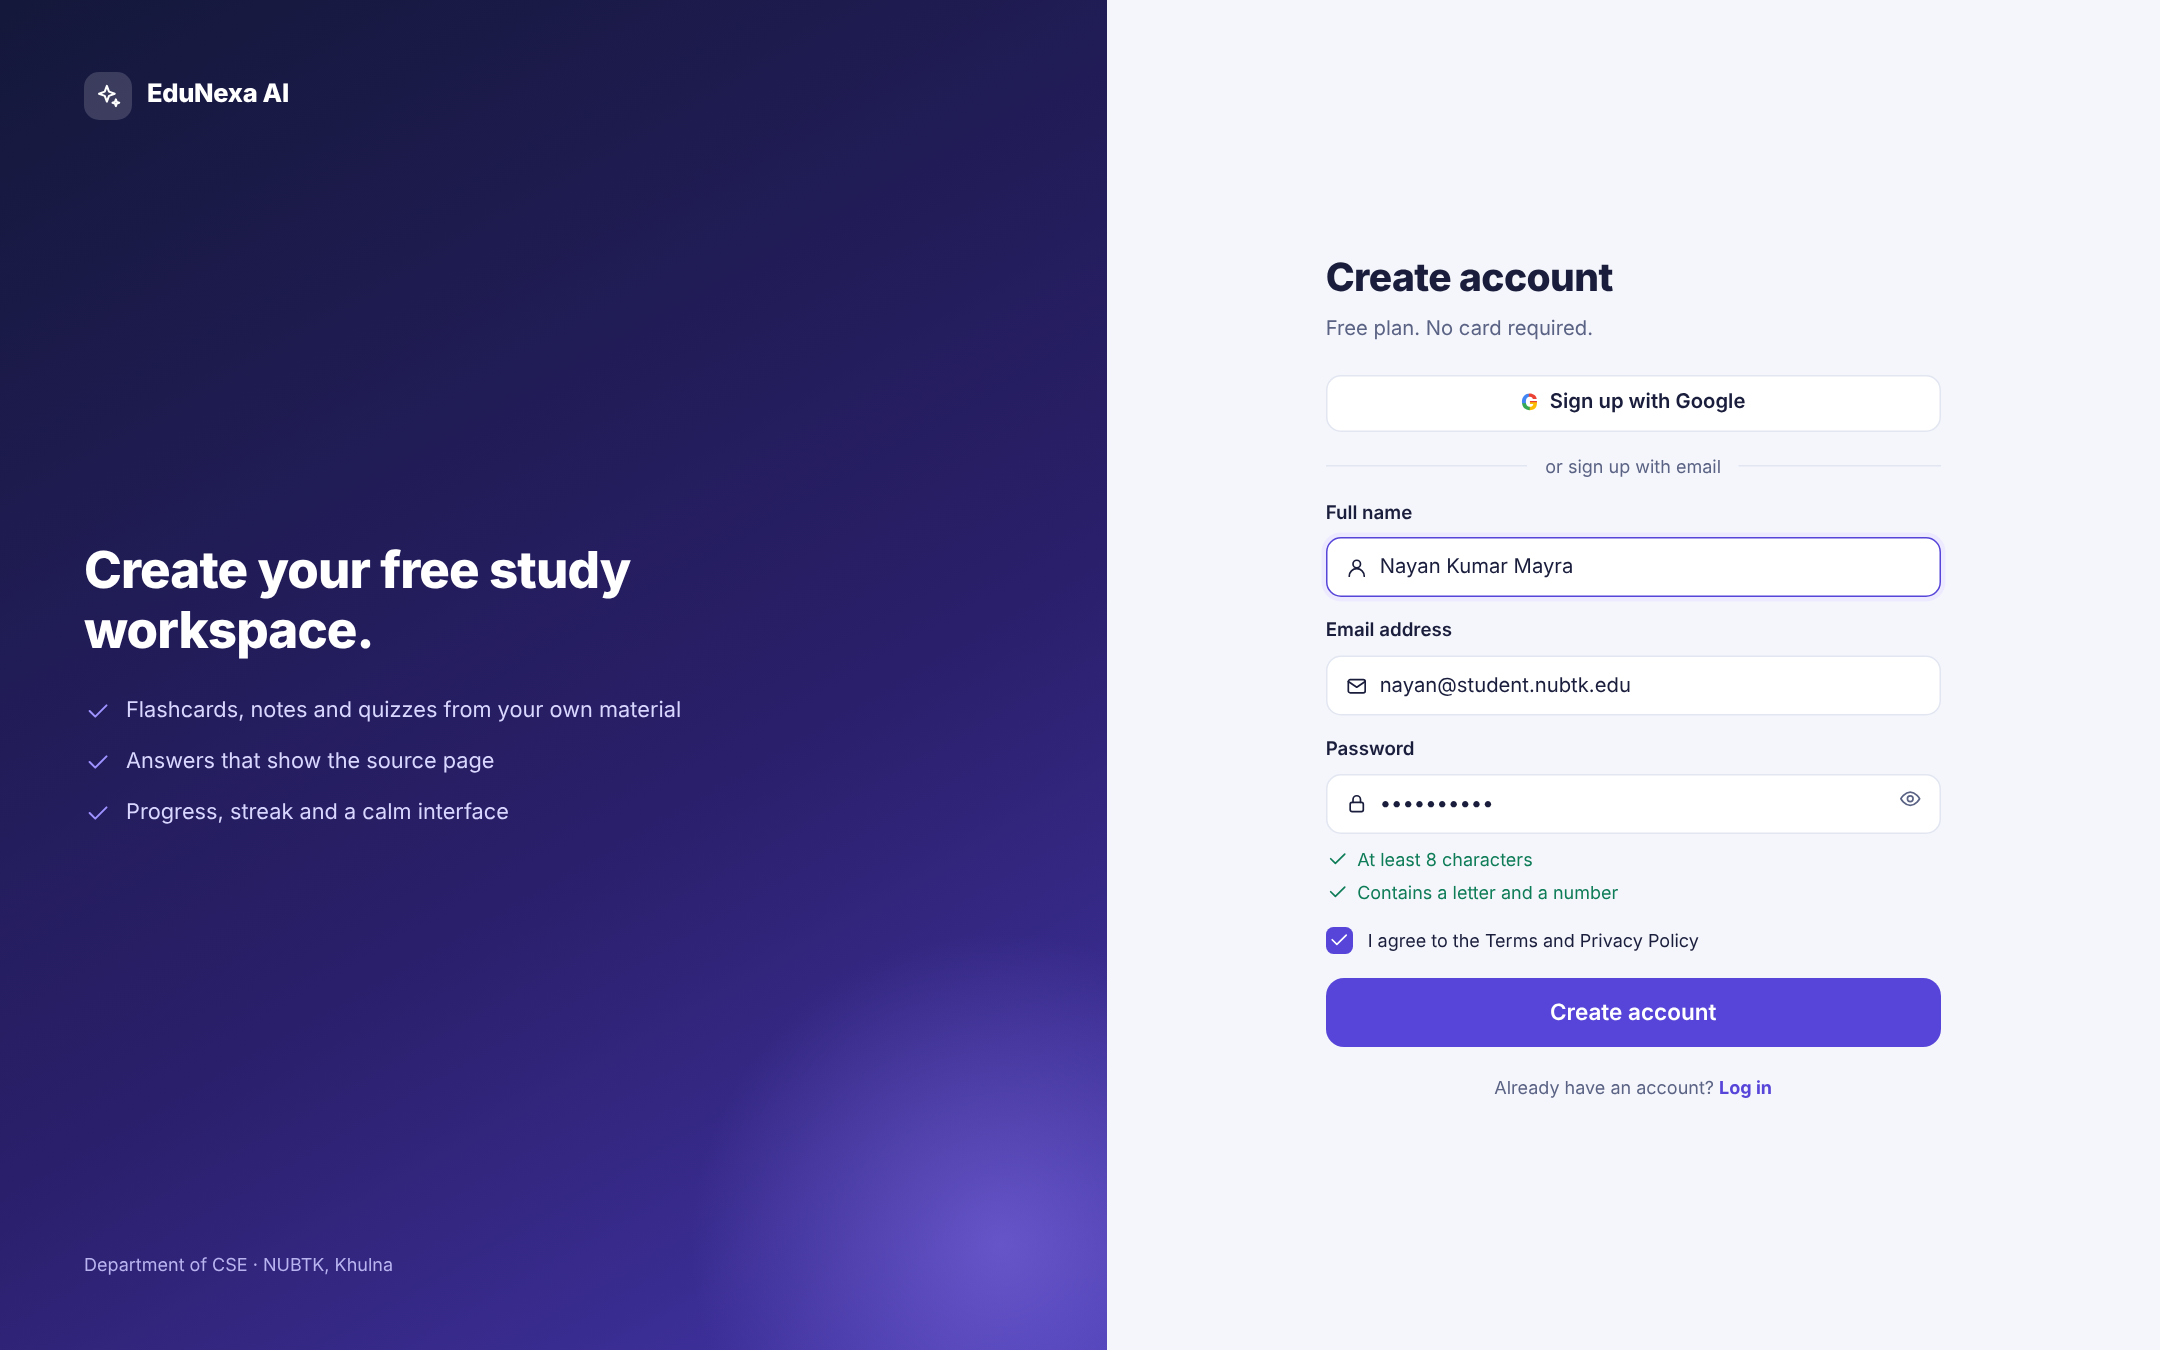 EduNexa AI
Create your free study
workspace.
Flashcards, notes and quizzes from your own material
Answers that show the source page
Progress, streak and a calm interface
Department of CSE · NUBTK, Khulna
Create account
Free plan. No card required.
Sign up with Google
or sign up with email
Full name
Nayan Kumar Mayra
Email address
nayan@student.nubtk.edu
Password
••••••••••
At least 8 characters
Contains a letter and a number
I agree to the Terms and Privacy Policy
Create account
Already have an account? Log in